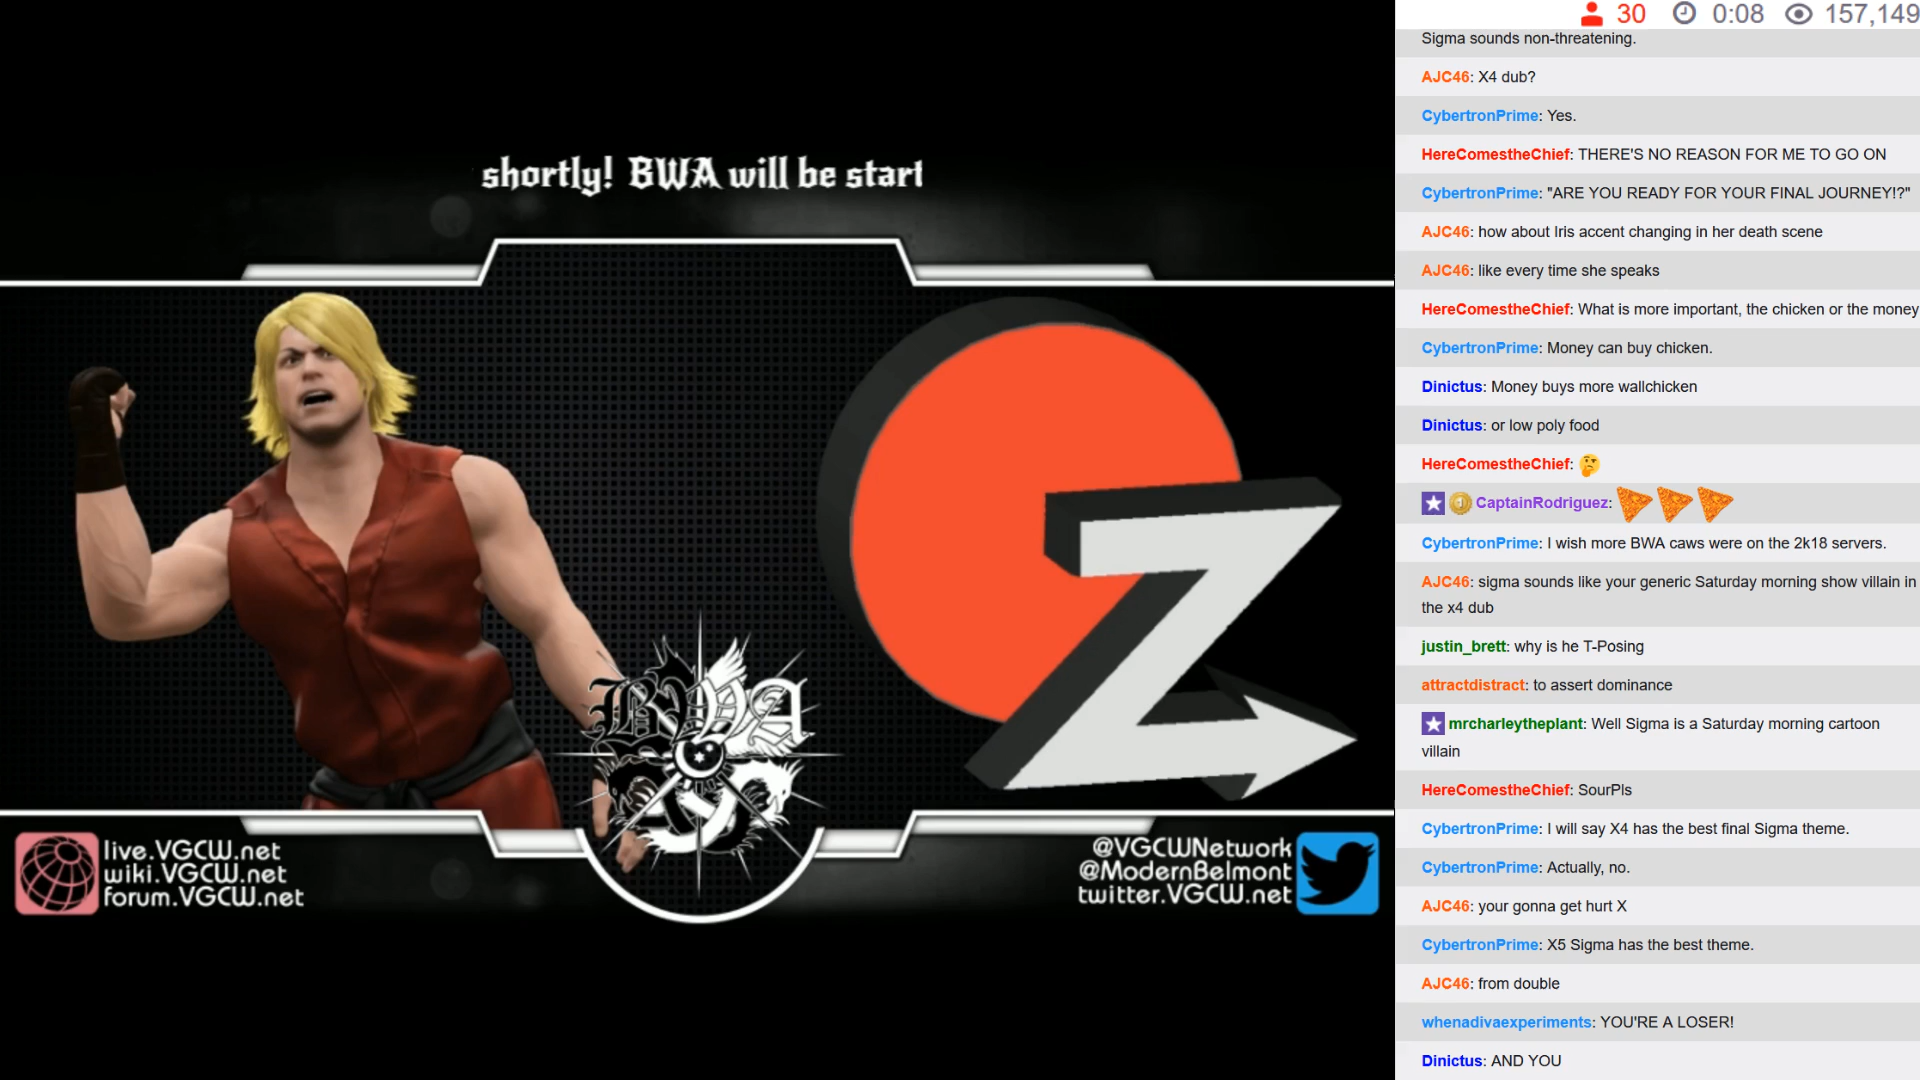 30 0:08 157,149
shortly! BWA will be start
BWA
Z
live.VGCW.net
wiki.VGCW.net
forum.VGCW.net
@VGCWNetwork
@ModernBelmont
twitter.VGCW.net
Sigma sounds non-threatening.
AJC46: X4 dub?
CybertronPrime: Yes.
HereComestheChief: THERE'S NO REASON FOR ME TO GO ON
CybertronPrime: "ARE YOU READY FOR YOUR FINAL JOURNEY!?"
AJC46: how about Iris accent changing in her death scene
AJC46: like every time she speaks
HereComestheChief: What is more important, the chicken or the money
CybertronPrime: Money can buy chicken.
Dinictus: Money buys more wallchicken
Dinictus: or low poly food
HereComestheChief: 🤔
CaptainRodriguez:
CybertronPrime: I wish more BWA caws were on the 2k18 servers.
AJC46: sigma sounds like your generic Saturday morning show villain in
the x4 dub
justin_brett: why is he T-Posing
attractdistract: to assert dominance
mrcharleytheplant: Well Sigma is a Saturday morning cartoon
villain
HereComestheChief: SourPls
CybertronPrime: I will say X4 has the best final Sigma theme.
CybertronPrime: Actually, no.
AJC46: your gonna get hurt X
CybertronPrime: X5 Sigma has the best theme.
AJC46: from double
whenadivaexperiments: YOU'RE A LOSER!
Dinictus: AND YOU